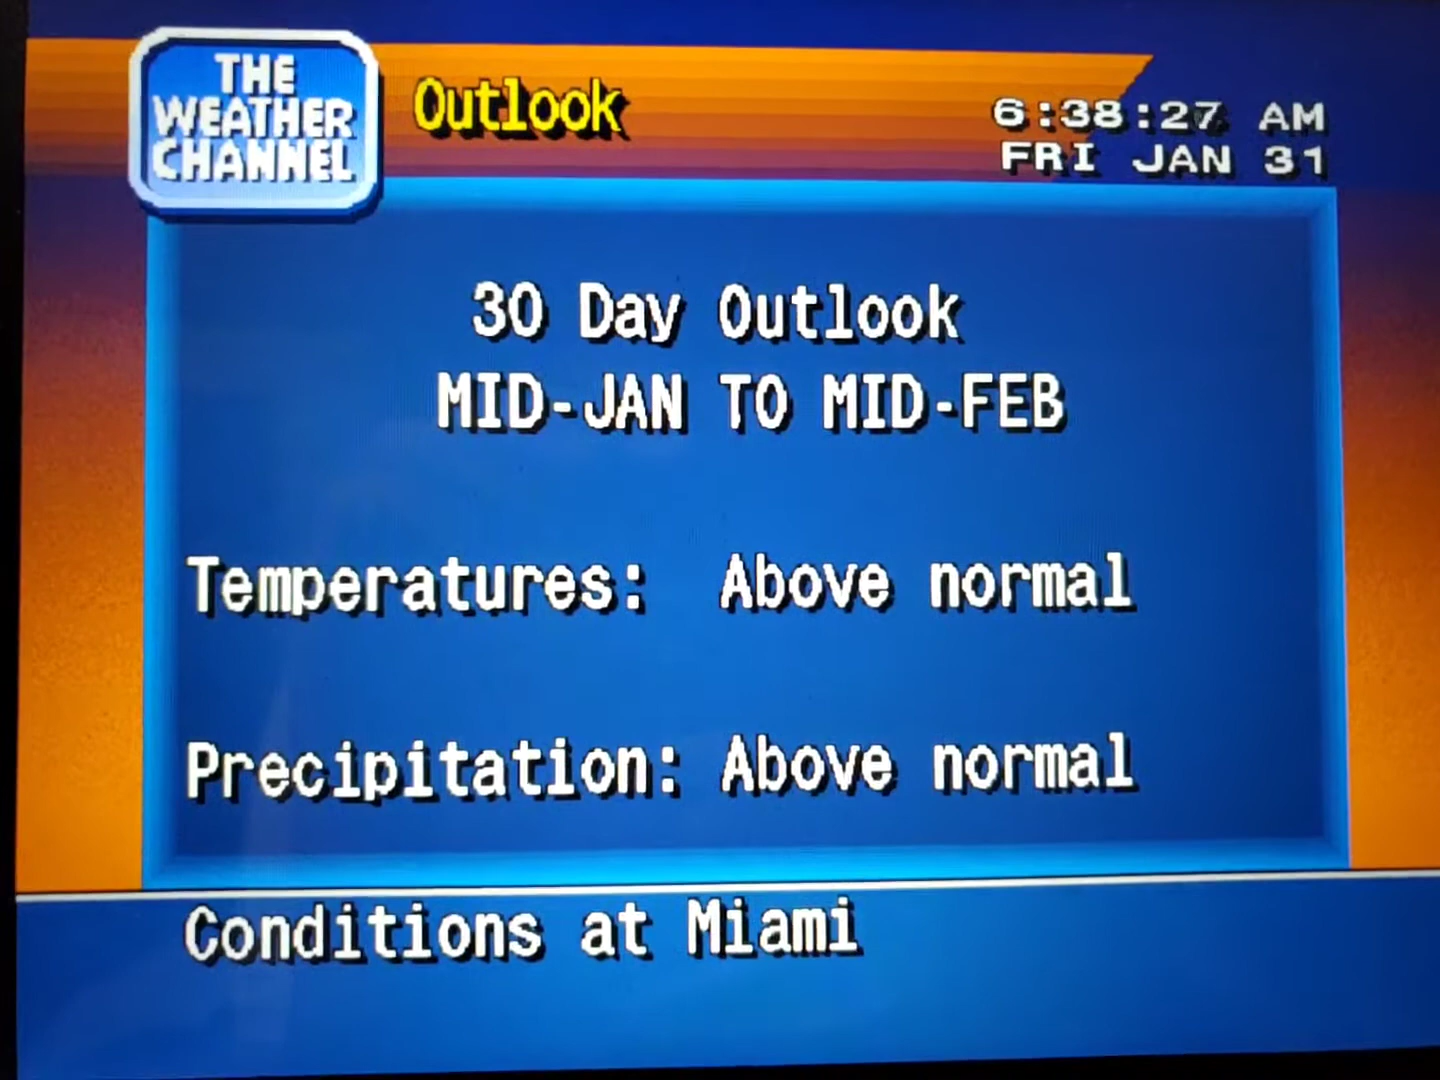 THE
WEATHER
CHANNEL
Outlook
6:38:27 AM
FRI JAN 31
30 Day Outlook
MID-JAN TO MID-FEB
Temperatures: Above normal
Precipitation: Above normal
Conditions at Miami